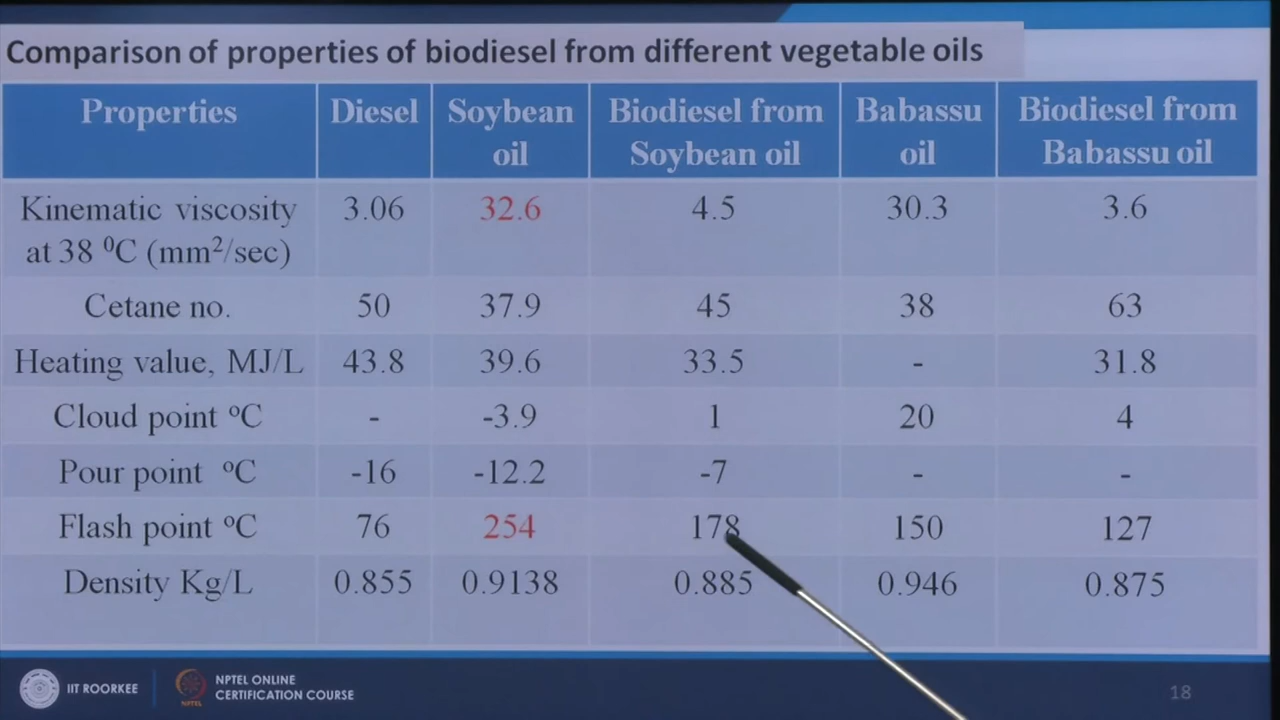 Comparison of properties of biodiesel from different vegetable oils
Properties Diesel Soybean oil Biodiesel from Soybean oil Babassu oil Biodiesel from Babassu oil
Kinematic viscosity at 38 ⁰C (mm²/sec) 3.06 32.6 4.5 30.3 3.6
Cetane no. 50 37.9 45 38 63
Heating value, MJ/L 43.8 39.6 33.5 - 31.8
Cloud point ᵒC - -3.9 1 20 4
Pour point ᵒC -16 -12.2 -7 - -
Flash point ᵒC 76 254 178 150 127
Density Kg/L 0.855 0.9138 0.885 0.946 0.875
IIT ROORKEE
NPTEL
NPTEL ONLINE
CERTIFICATION COURSE
18